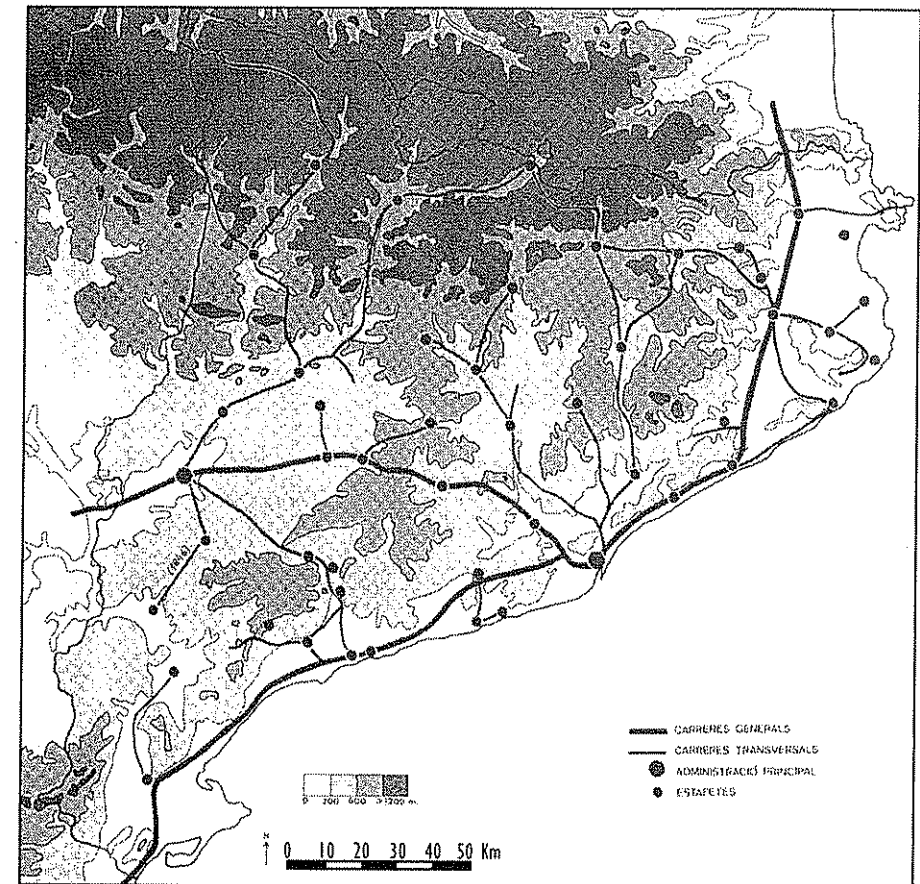 CARRERES GENERALS
CARRERES TRANSVERSALS
ADMINISTRACIÓ PRINCIPAL
ESTAFETES
0 200 600 >1200 m.
N
0 10 20 30 40 50 Km